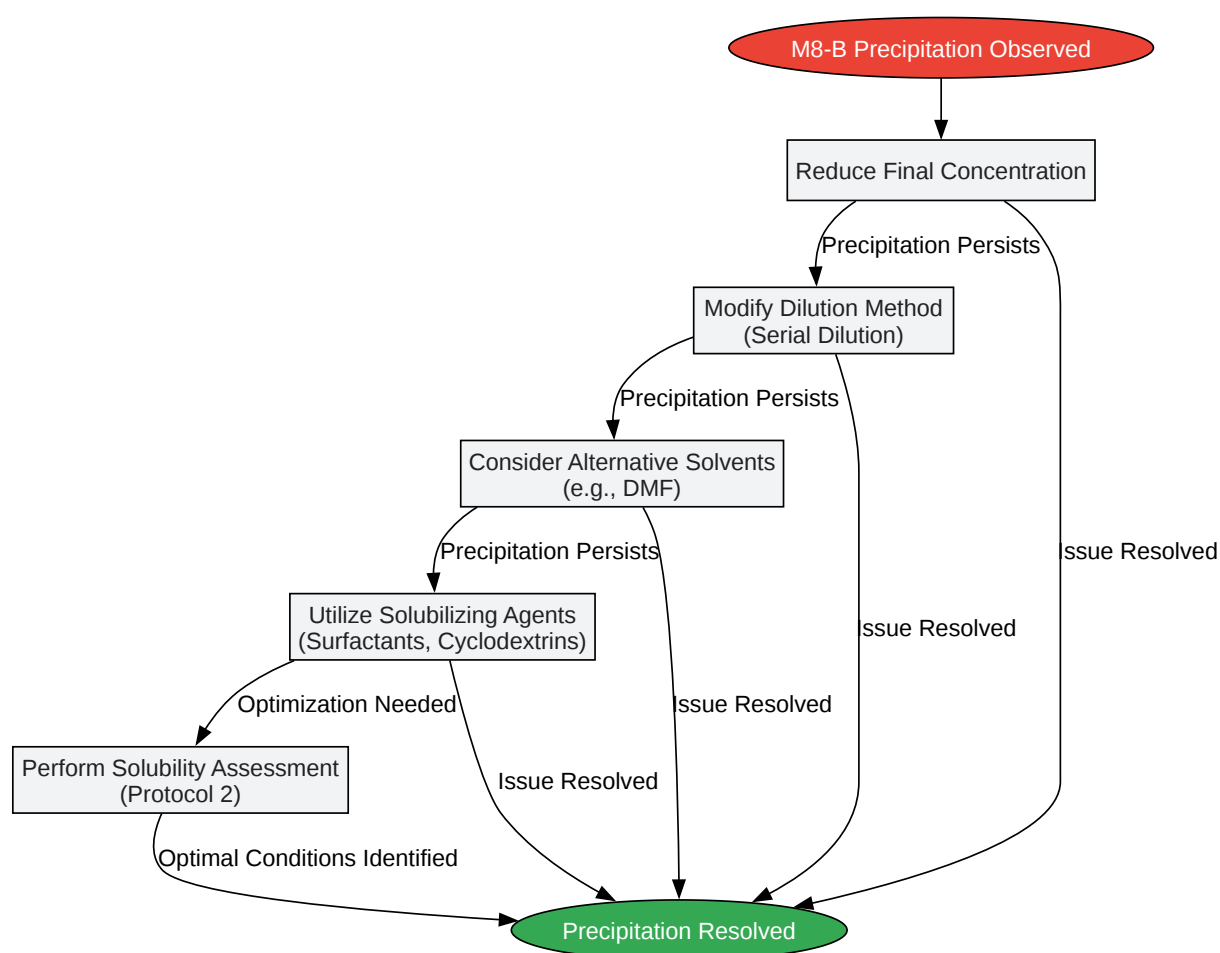 M8-B Precipitation Observed
Reduce Final Concentration
Precipitation Persists
Modify Dilution Method
(Serial Dilution)
Precipitation Persists
Consider Alternative Solvents
(e.g., DMF)
Precipitation Persists
Issue Resolved
Utilize Solubilizing Agents
(Surfactants, Cyclodextrins)
Issue Resolved
Optimization Needed
Issue Resolved
Perform Solubility Assessment
(Protocol 2)
Issue Resolved
Optimal Conditions Identified
Precipitation Resolved